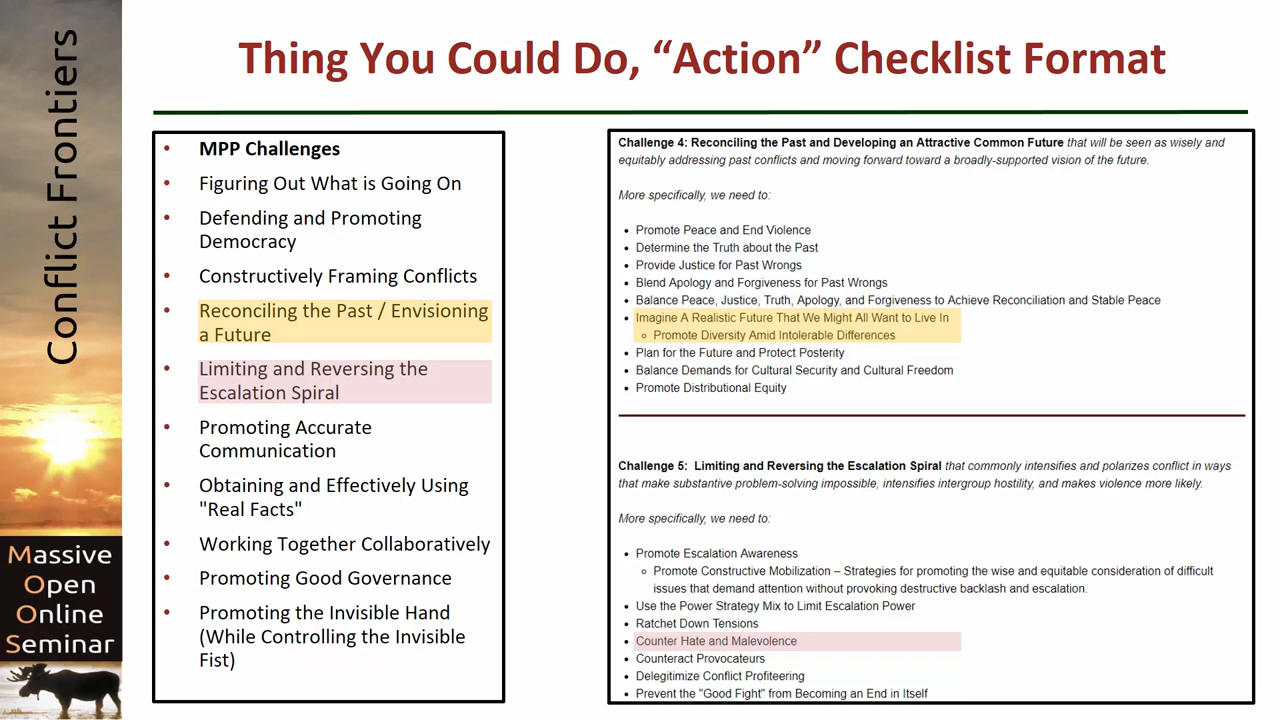 Conflict Frontiers
Massive
Open
Online
Seminar
Thing You Could Do, “Action” Checklist Format
• MPP Challenges
• Figuring Out What is Going On
• Defending and Promoting
Democracy
• Constructively Framing Conflicts
• Reconciling the Past / Envisioning
a Future
• Limiting and Reversing the
Escalation Spiral
• Promoting Accurate
Communication
• Obtaining and Effectively Using
"Real Facts"
• Working Together Collaboratively
• Promoting Good Governance
• Promoting the Invisible Hand
(While Controlling the Invisible
Fist)
Challenge 4: Reconciling the Past and Developing an Attractive Common Future that will be seen as wisely and
equitably addressing past conflicts and moving forward toward a broadly-supported vision of the future.
More specifically, we need to:
• Promote Peace and End Violence
• Determine the Truth about the Past
• Provide Justice for Past Wrongs
• Blend Apology and Forgiveness for Past Wrongs
• Balance Peace, Justice, Truth, Apology, and Forgiveness to Achieve Reconciliation and Stable Peace
• Imagine A Realistic Future That We Might All Want to Live In
○ Promote Diversity Amid Intolerable Differences
• Plan for the Future and Protect Posterity
• Balance Demands for Cultural Security and Cultural Freedom
• Promote Distributional Equity
Challenge 5: Limiting and Reversing the Escalation Spiral that commonly intensifies and polarizes conflict in ways
that make substantive problem-solving impossible, intensifies intergroup hostility, and makes violence more likely.
More specifically, we need to:
• Promote Escalation Awareness
○ Promote Constructive Mobilization – Strategies for promoting the wise and equitable consideration of difficult
issues that demand attention without provoking destructive backlash and escalation.
• Use the Power Strategy Mix to Limit Escalation Power
• Ratchet Down Tensions
• Counter Hate and Malevolence
• Counteract Provocateurs
• Delegitimize Conflict Profiteering
• Prevent the "Good Fight" from Becoming an End in Itself